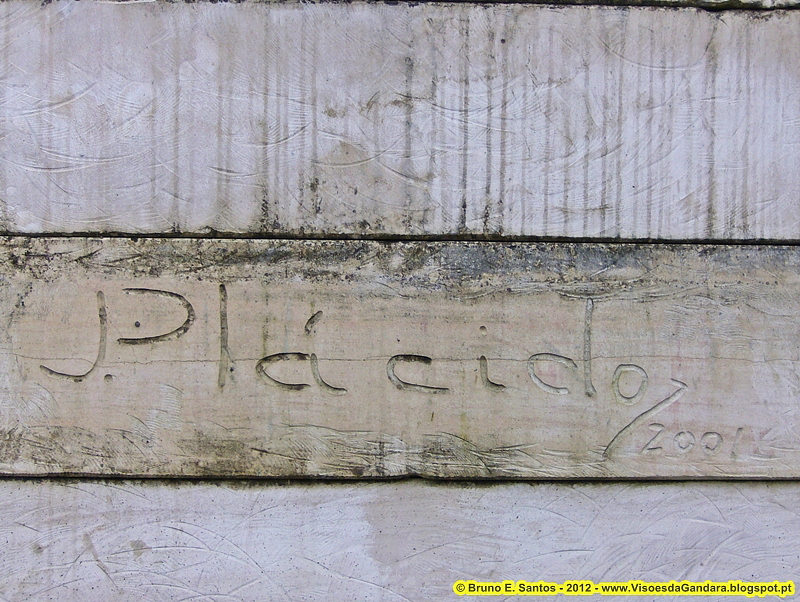 J. Plácido
2001
© Bruno E. Santos - 2012 - www.VisoesdaGandara.blogspot.pt